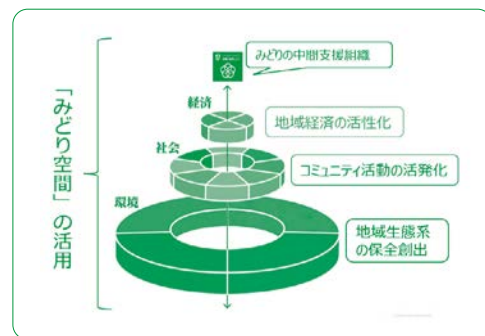 みどりの中間支援組織
経済
地域経済の活性化
社会
コミュニティ活動の活発化
環境
地域生態系
の保全創出
「みどり空間」の活用